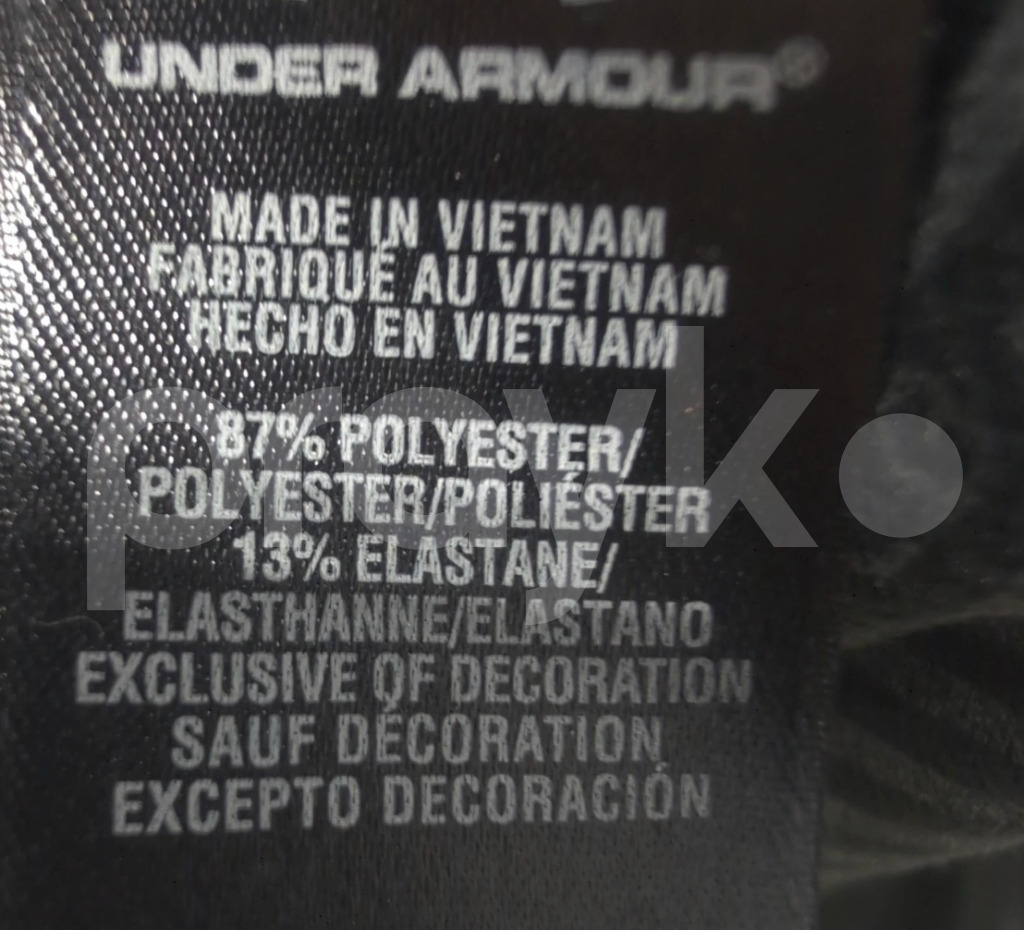 UNDER ARMOUR®
MADE IN VIETNAM
FABRIQUÉ AU VIETNAM
HECHO EN VIETNAM
87% POLYESTER/
POLYESTER/POLIÉSTER
13% ELASTANE/
ELASTHANNE/ELASTANO
EXCLUSIVE OF DECORATION
SAUF DÉCORATION
EXCEPTO DECORACIÓN
preyk